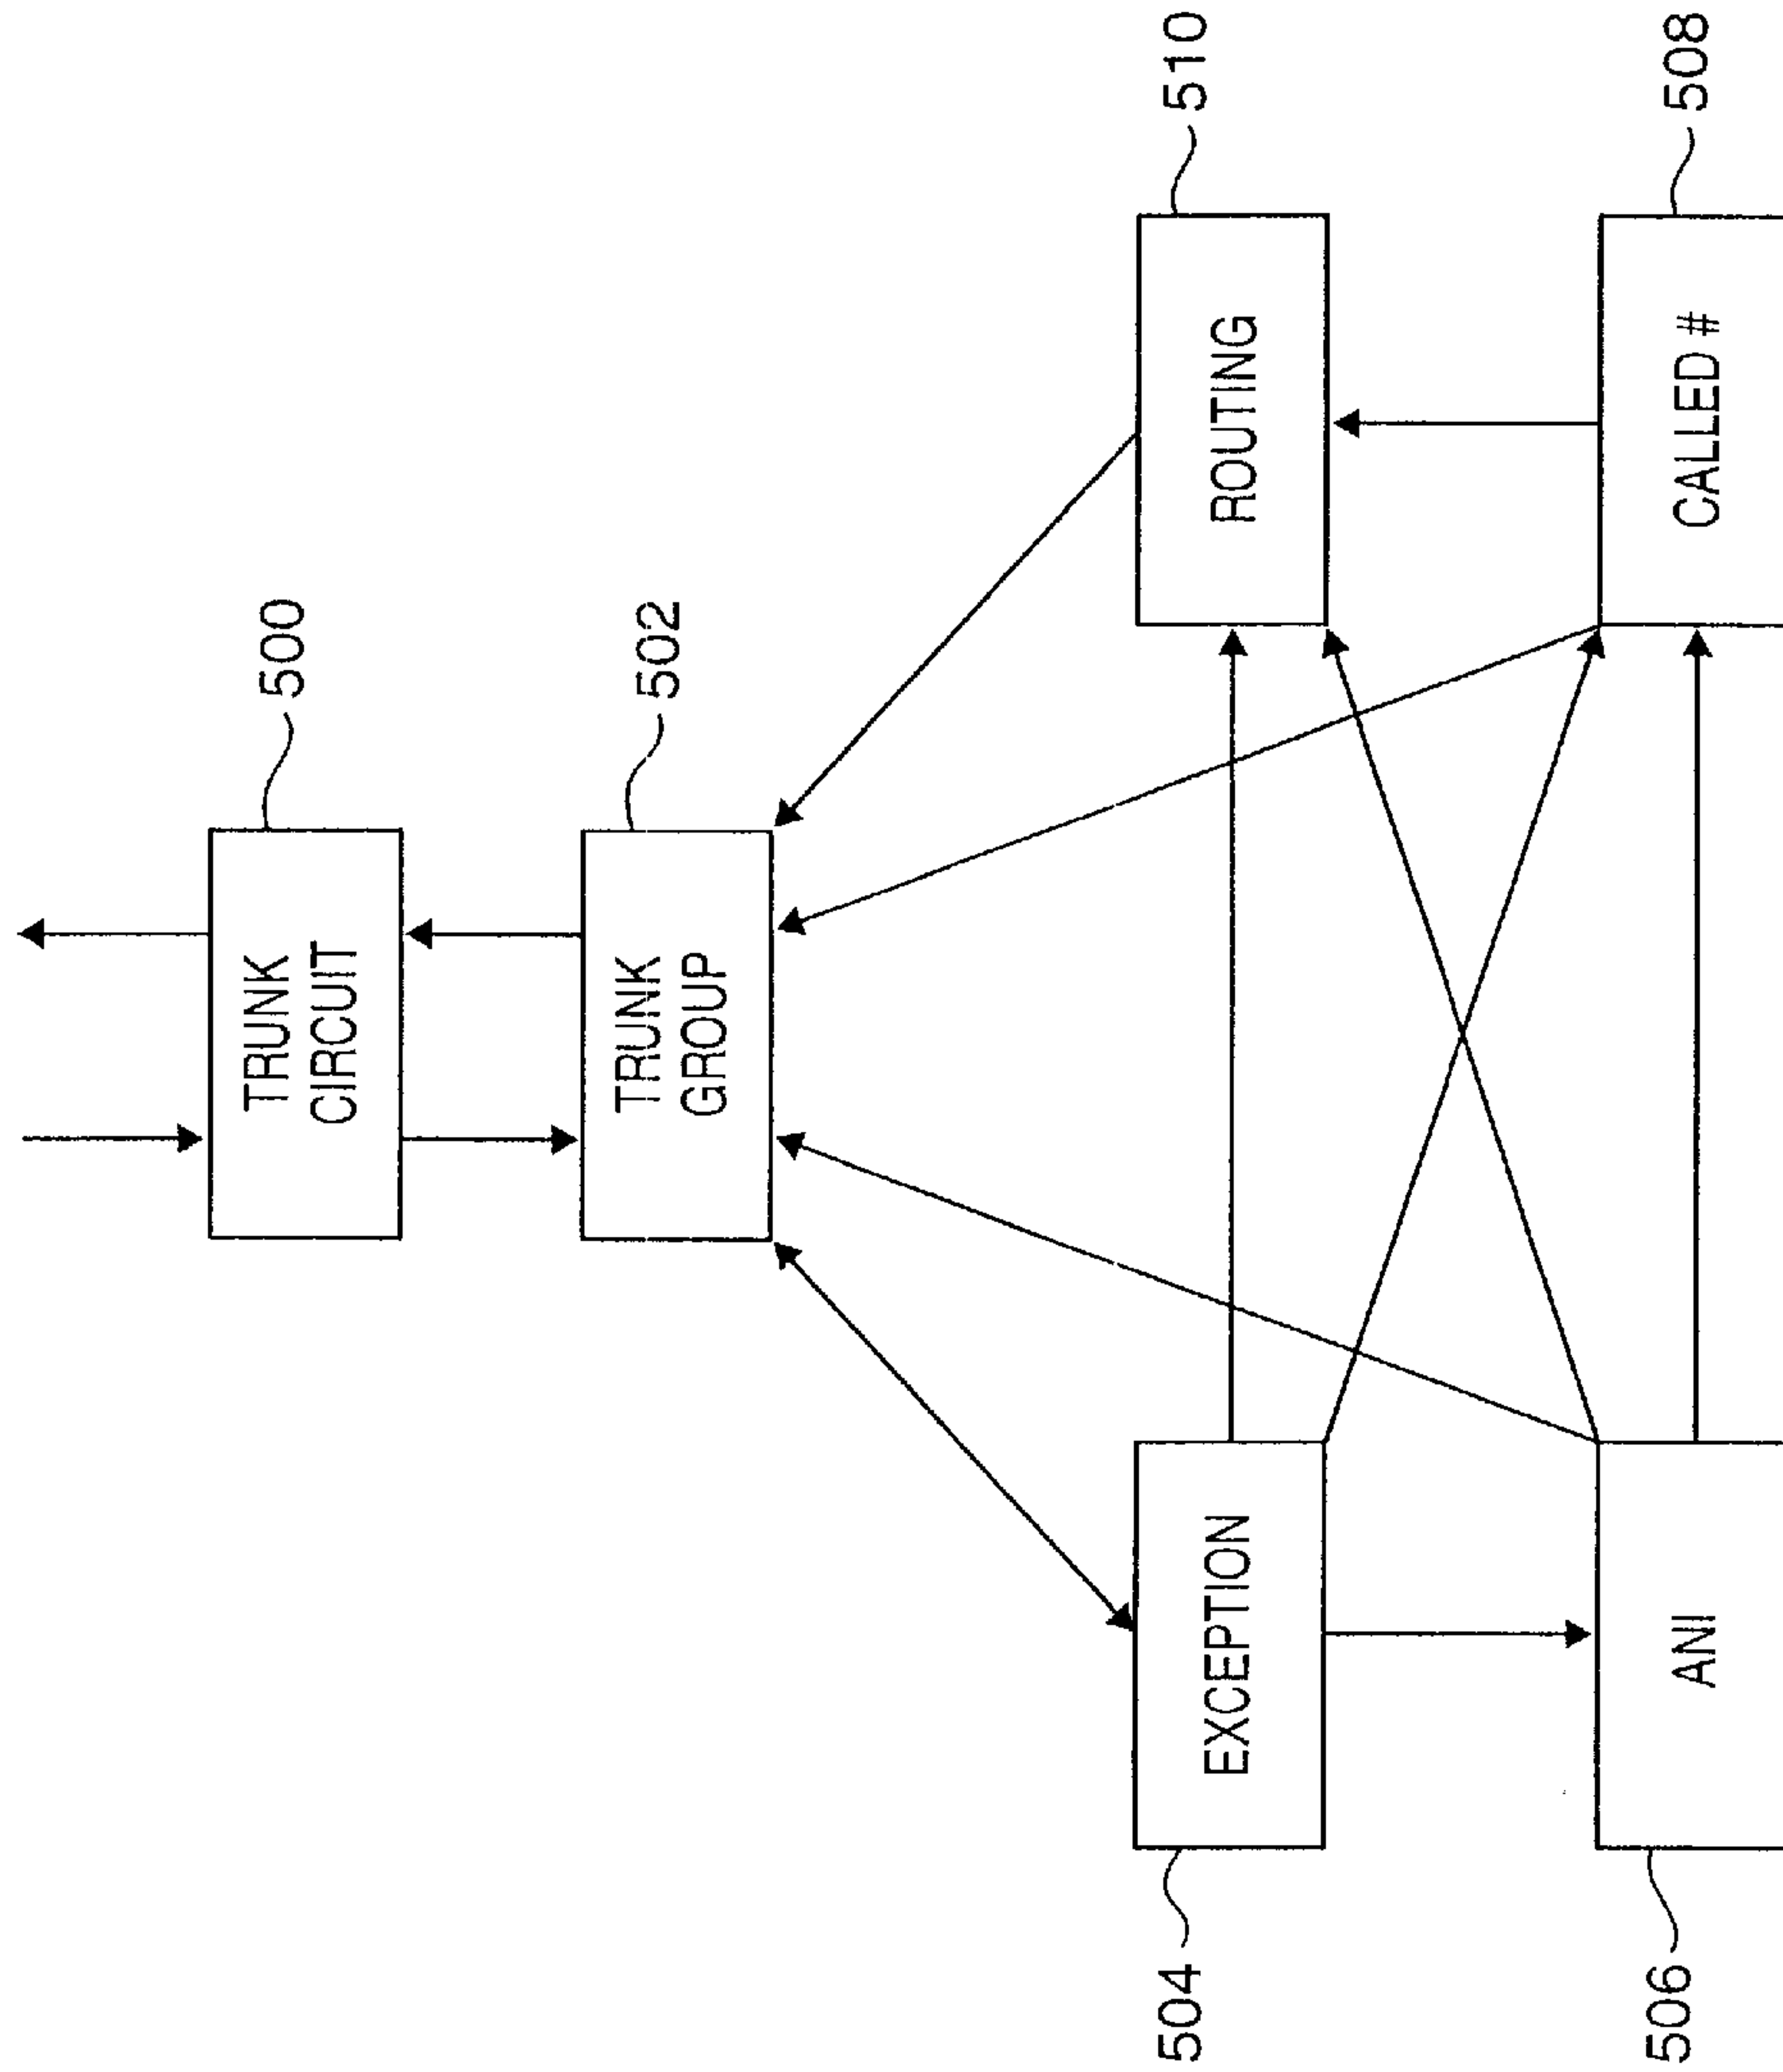 500
TRUNK
CIRCUIT
502
TRUNK
GROUP
504
EXCEPTION
ROUTING
510
506
ANI
CALLED #
508